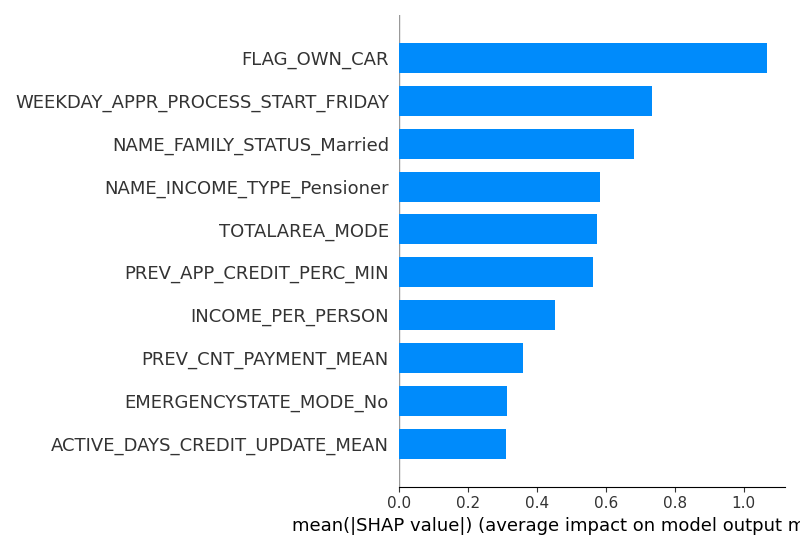 FLAG_OWN_CAR
WEEKDAY_APPR_PROCESS_START_FRIDAY
NAME_FAMILY_STATUS_Married
NAME_INCOME_TYPE_Pensioner
TOTALAREA_MODE
PREV_APP_CREDIT_PERC_MIN
INCOME_PER_PERSON
PREV_CNT_PAYMENT_MEAN
EMERGENCYSTATE_MODE_No
ACTIVE_DAYS_CREDIT_UPDATE_MEAN
0.0 0.2 0.4 0.6 0.8 1.0
mean(|SHAP value|) (average impact on model output